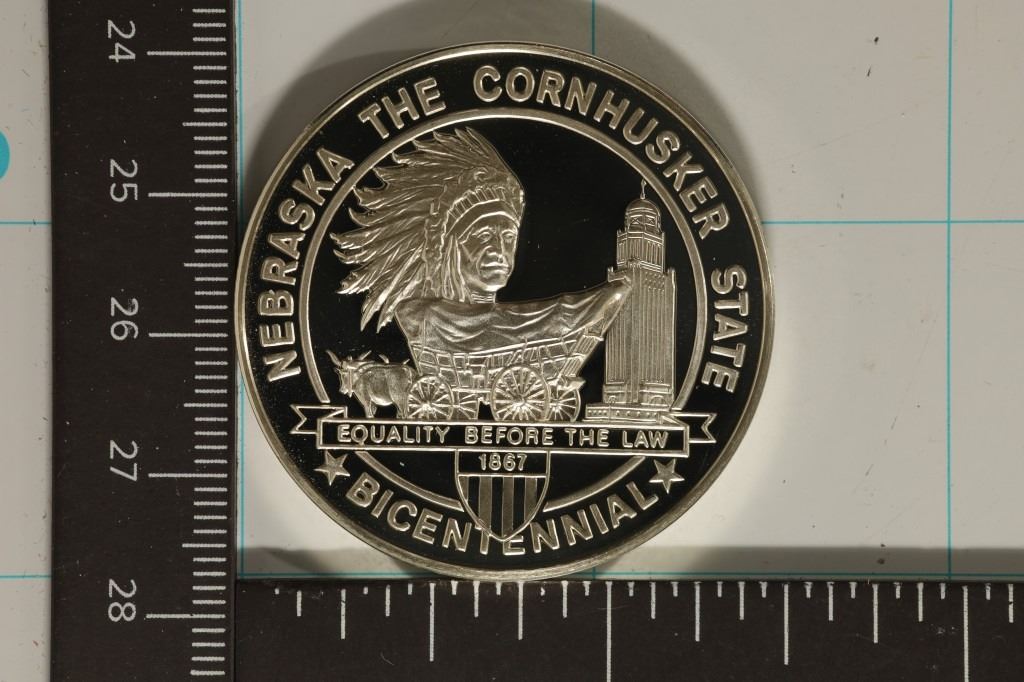 NEBRASKA THE CORNHUSKER STATE
EQUALITY BEFORE THE LAW
1867
BICENTENNIAL
24
25
26
27
28